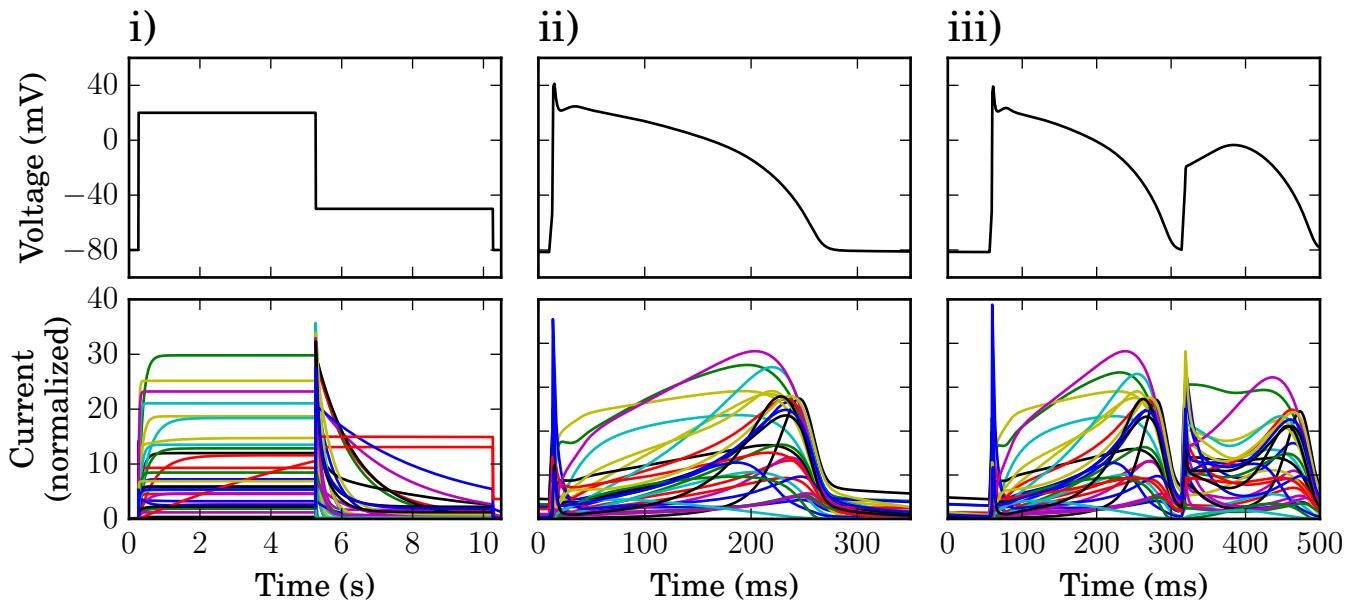 i)
ii)
iii)
Voltage (mV)
40
0
−40
−80
Current
(normalized)
40
30
20
10
0
0 2 4 6 8 10
0 100 200 300
0 100 200 300 400 500
Time (s)
Time (ms)
Time (ms)